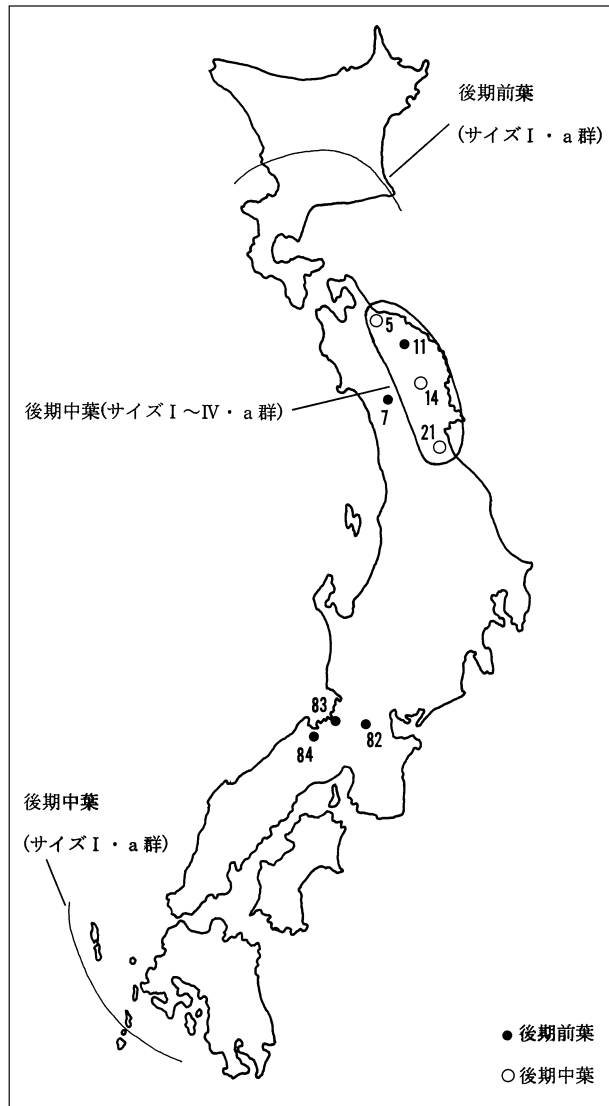 後期前葉
(サイズⅠ・a群)
5
11
後期中葉(サイズⅠ～Ⅳ・a群)
14
7
21
83
82
84
後期中葉
(サイズⅠ・a群)
● 後期前葉
○ 後期中葉